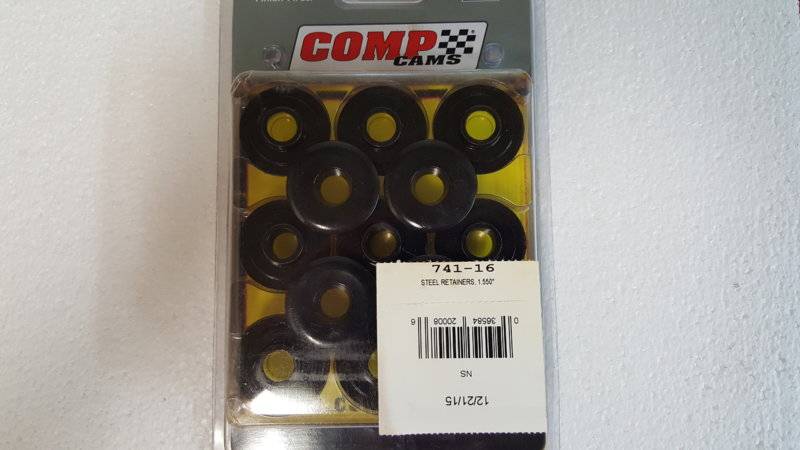 COMP
CAMS
741-16
STEEL RETAINERS, 1.550"
0 36584 20008 6
NS
12/21/15